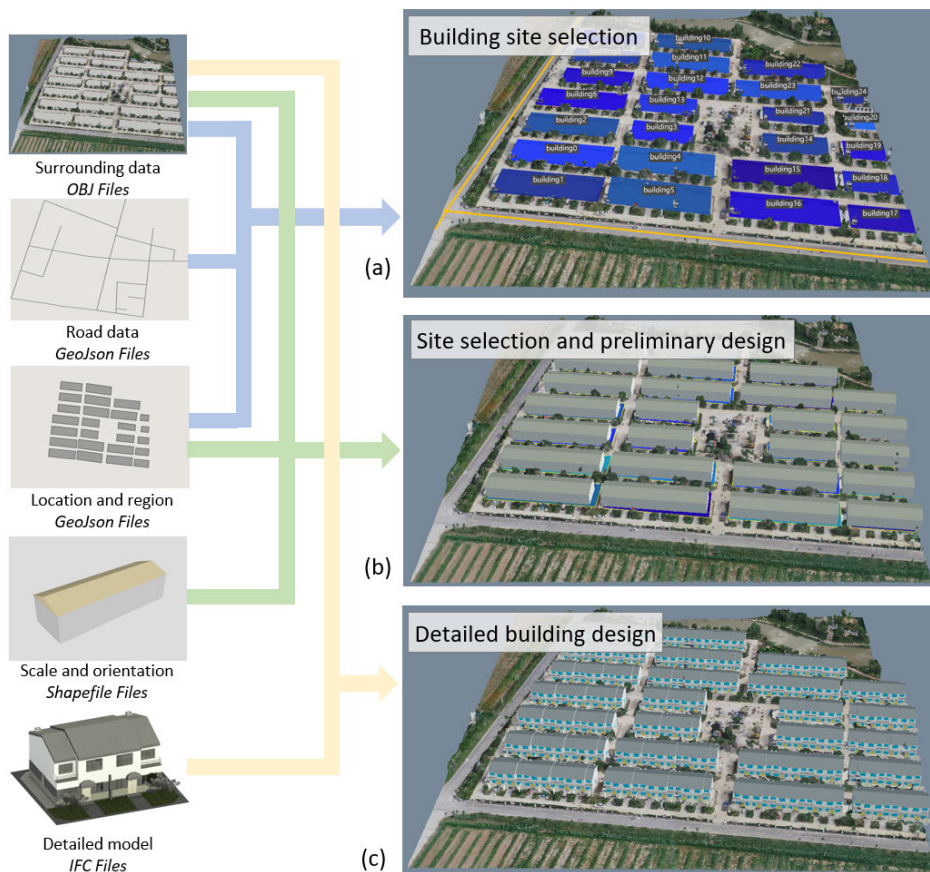 Surrounding data
OBJ Files
Road data
GeoJson Files
Location and region
GeoJson Files
Scale and orientation
Shapefile Files
Detailed model
IFC Files
(a)
Building site selection
building10
building11
building9
building12
building22
building6
building13
building23
building24
building2
building3
building21
building20
building0
building4
building14
building19
building1
building5
building15
building18
building16
building17
(b)
Site selection and preliminary design
(c)
Detailed building design